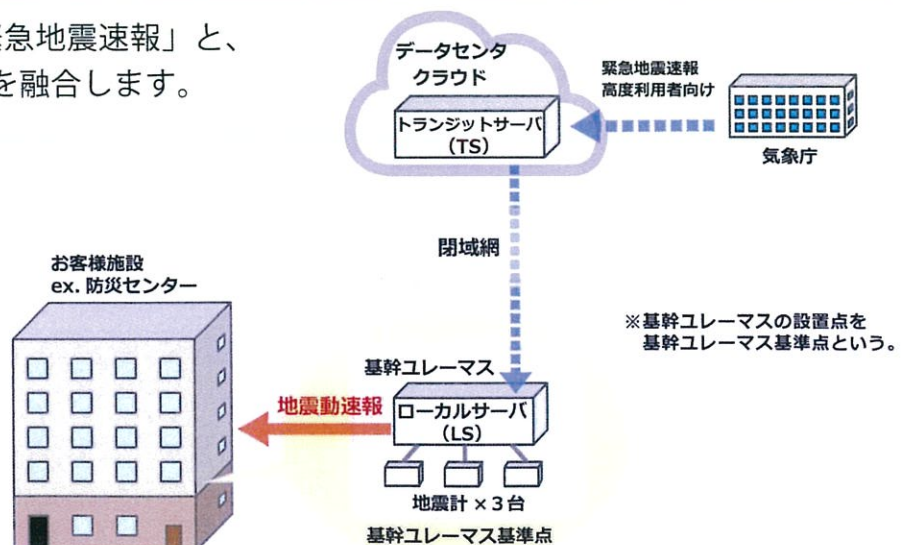 急地震速報」と、
を融合します。
データセンタ
クラウド
トランジットサーバ
(TS)
緊急地震速報
高度利用者向け
気象庁
閉域網
お客様施設
ex. 防災センター
※基幹ユレーマスの設置点を
基幹ユレーマス基準点という。
基幹ユレーマス
地震動速報
ローカルサーバ
(LS)
地震計×3台
基幹ユレーマス基準点